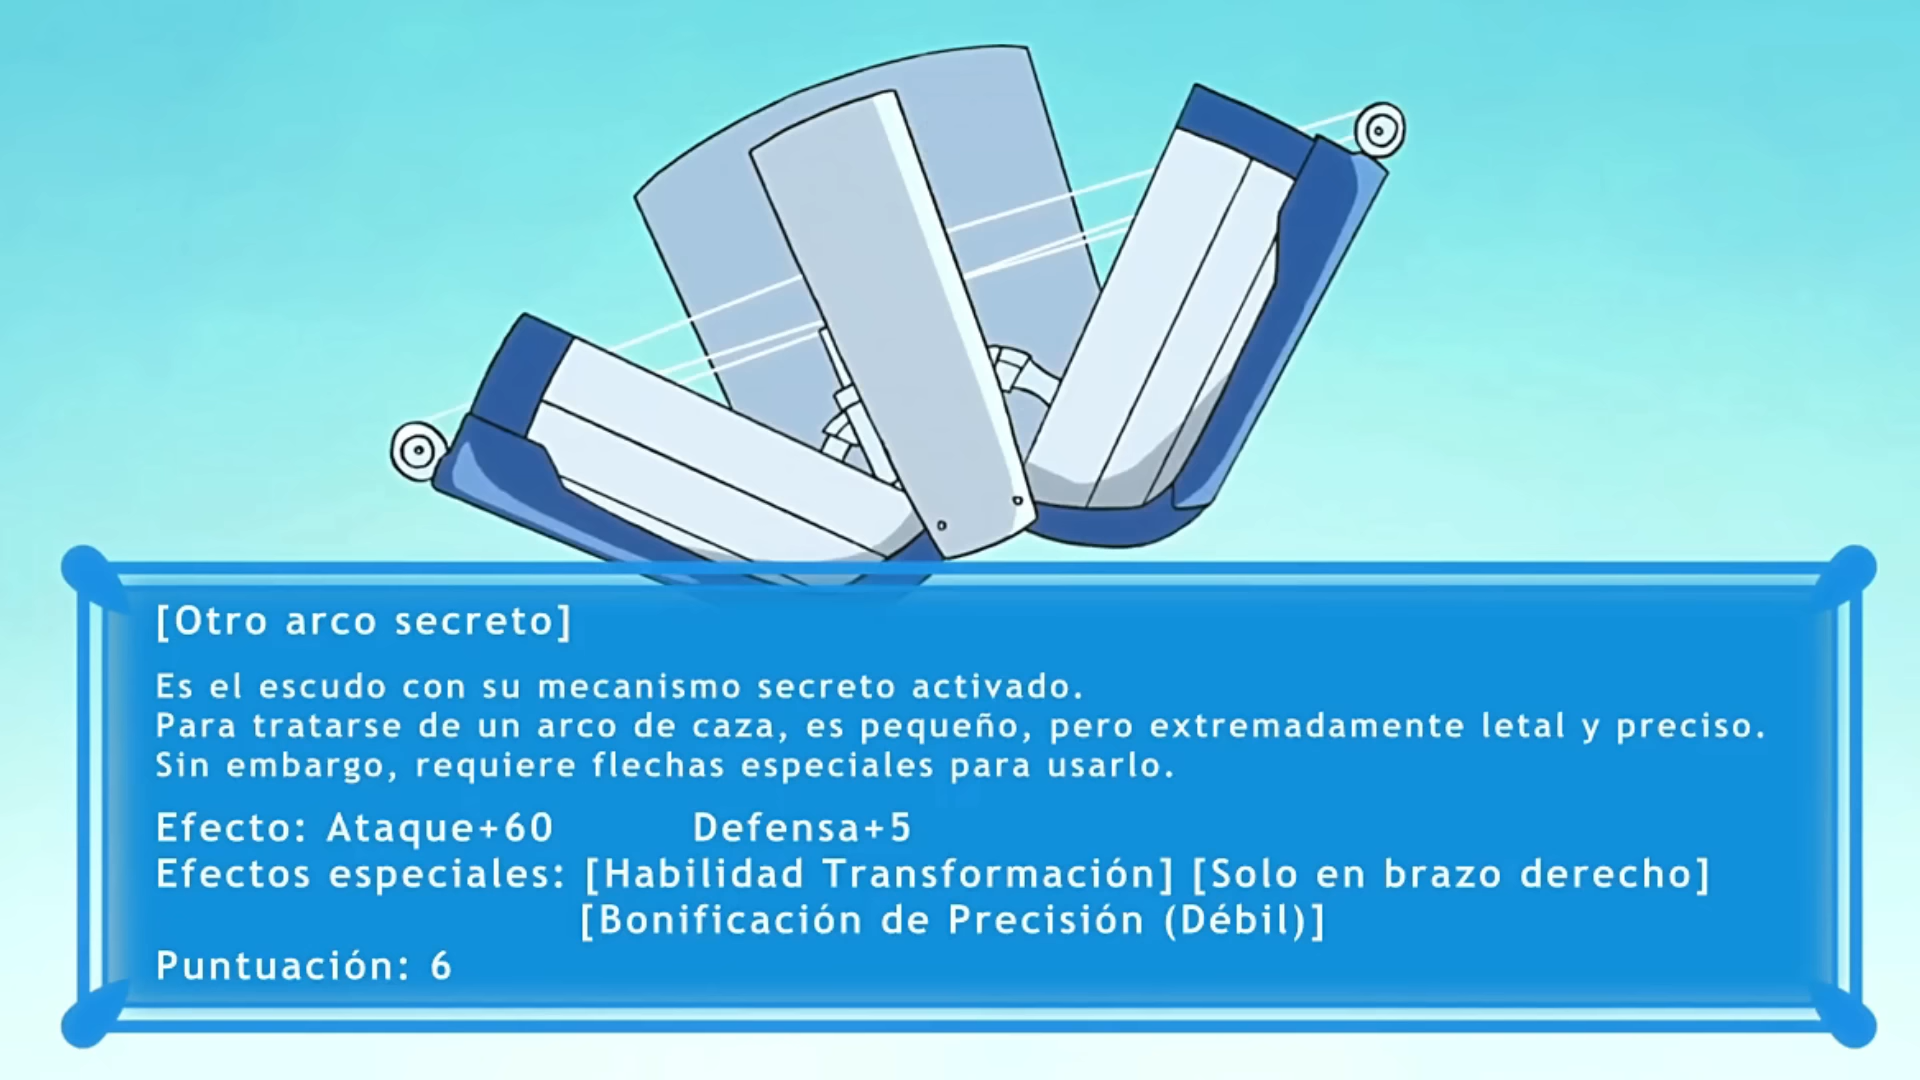 [Otro arco secreto]
Es el escudo con su mecanismo secreto activado.
Para tratarse de un arco de caza, es pequeño, pero extremadamente letal y preciso.
Sin embargo, requiere flechas especiales para usarlo.
Efecto: Ataque+60 Defensa+5
Efectos especiales: [Habilidad Transformación] [Solo en brazo derecho]
[Bonificación de Precisión (Débil)]
Puntuación: 6